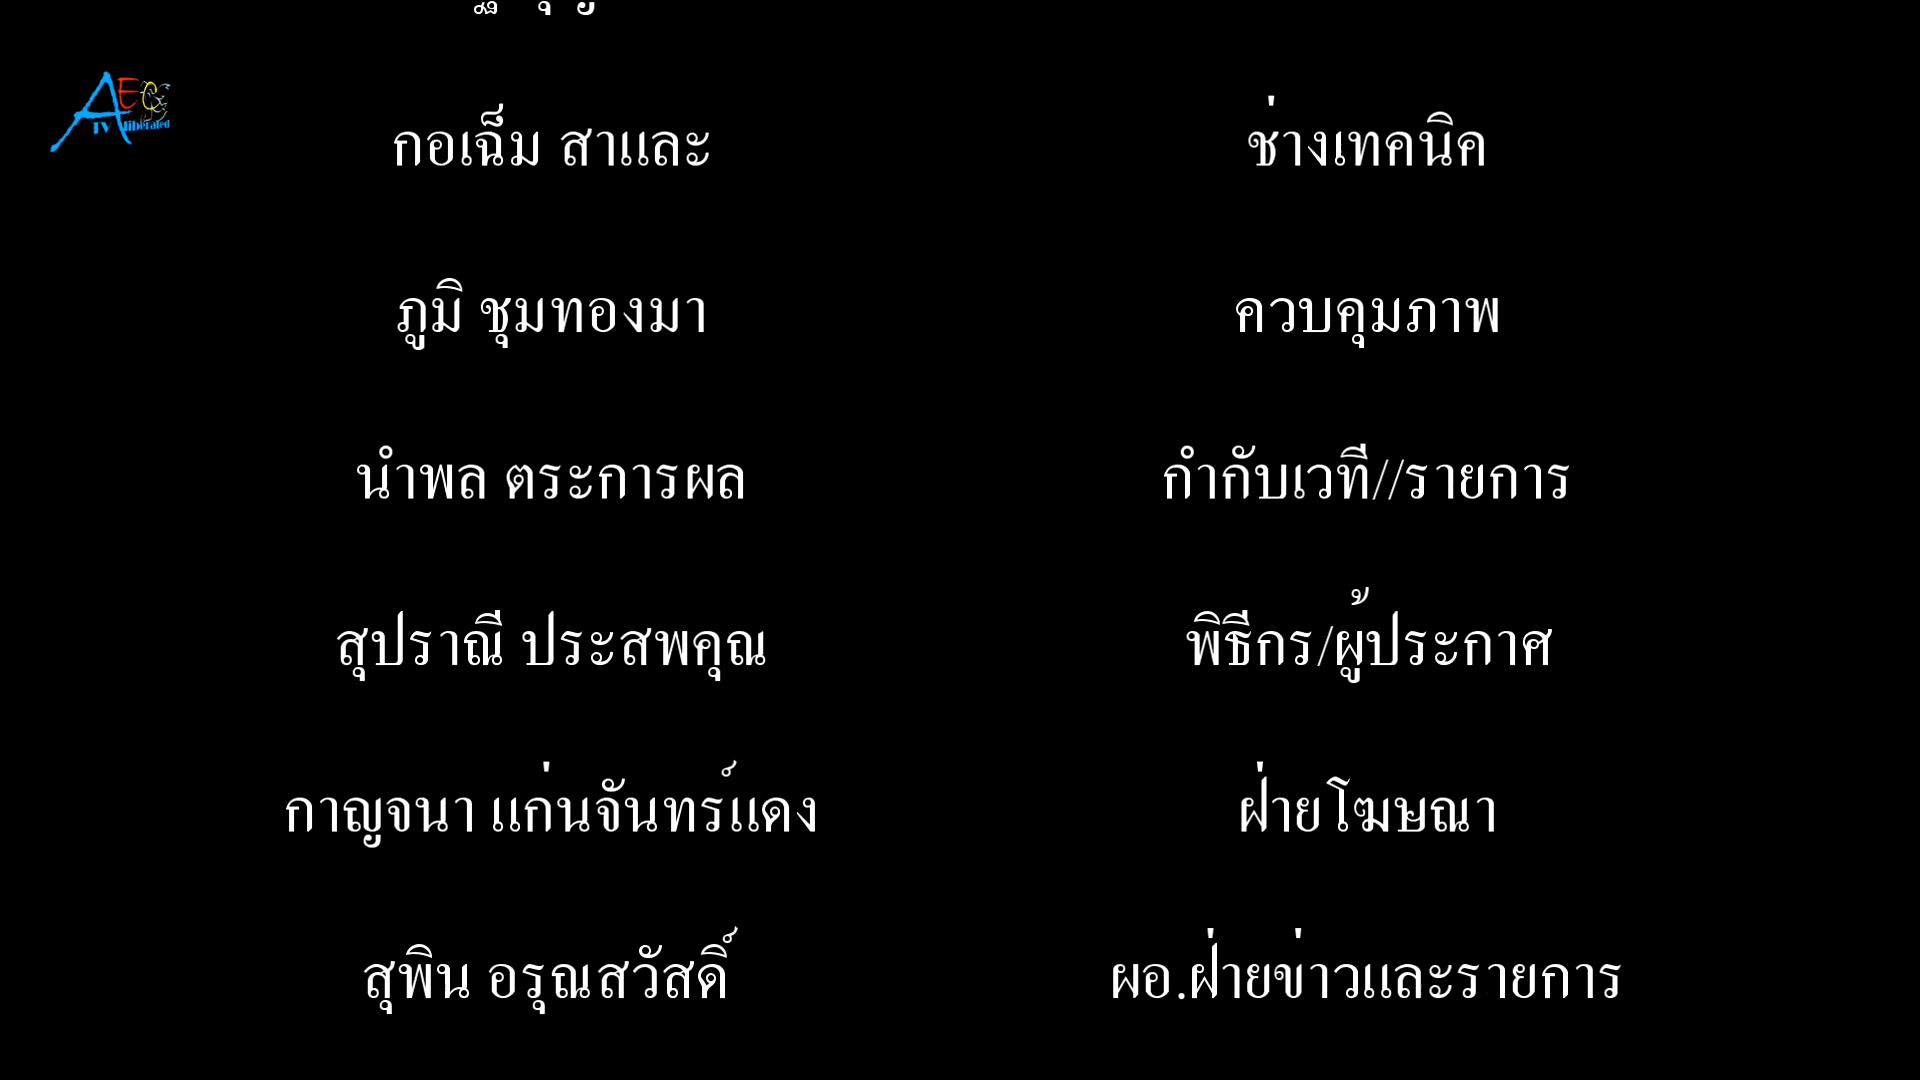 AEC
TV liberated
กอเฉ็ม สาและ ช่างเทคนิค
ภูมิ ชุมทองมา ควบคุมภาพ
นำพล ตระการผล กำกับเวที//รายการ
สุปราณี ประสพคุณ พิธีกร/ผู้ประกาศ
กาญจนา แก่นจันทร์แดง ฝ่ายโฆษณา
สุพิน อรุณสวัสดิ์ ผอ.ฝ่ายข่าวและรายการ